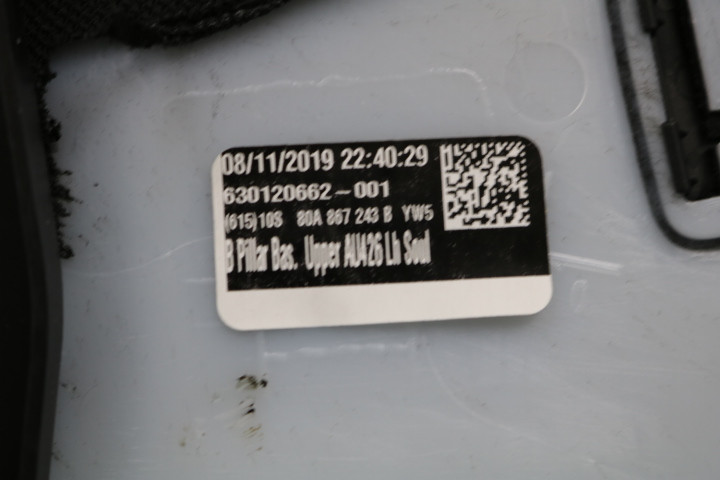 08/11/2019 22:40:29
630120662-001
(615)10S 80A 867 243 B YW5
B Pillar Bas. Upper AU426 Lh Soul